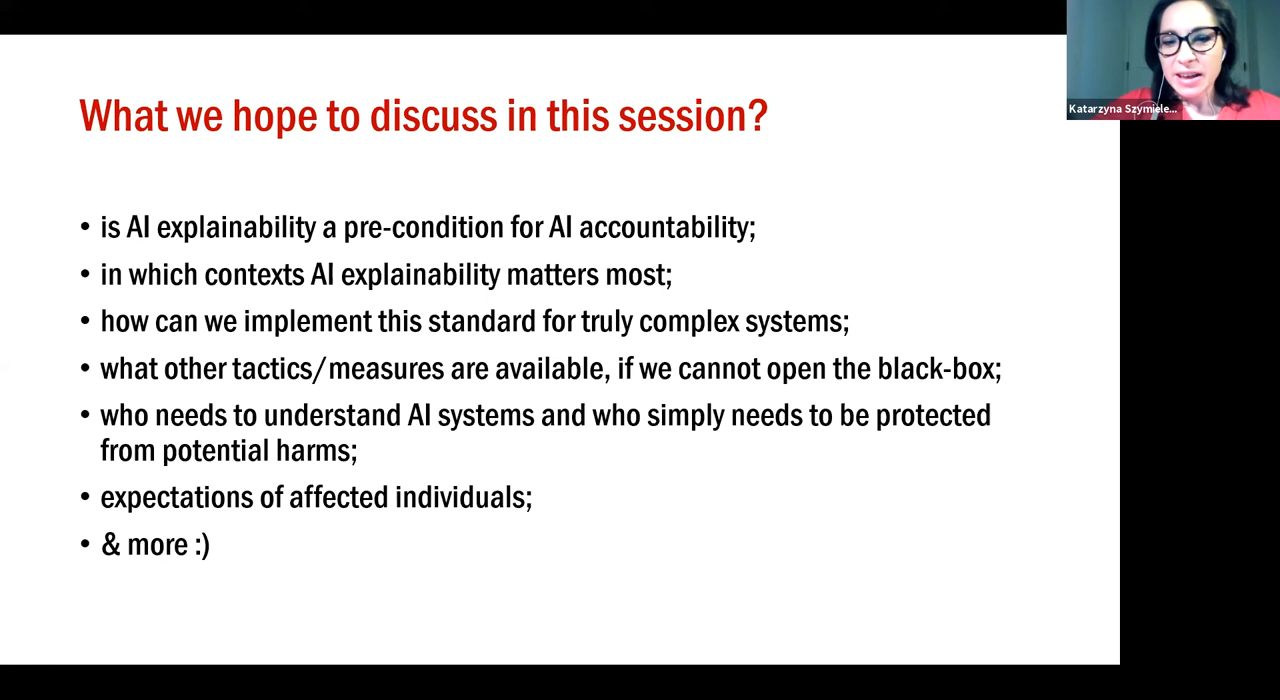 What we hope to discuss in this session?
Katarzyna Szymiele...
• is AI explainability a pre-condition for AI accountability;
• in which contexts AI explainability matters most;
• how can we implement this standard for truly complex systems;
• what other tactics/measures are available, if we cannot open the black-box;
• who needs to understand AI systems and who simply needs to be protected
from potential harms;
• expectations of affected individuals;
• & more :)